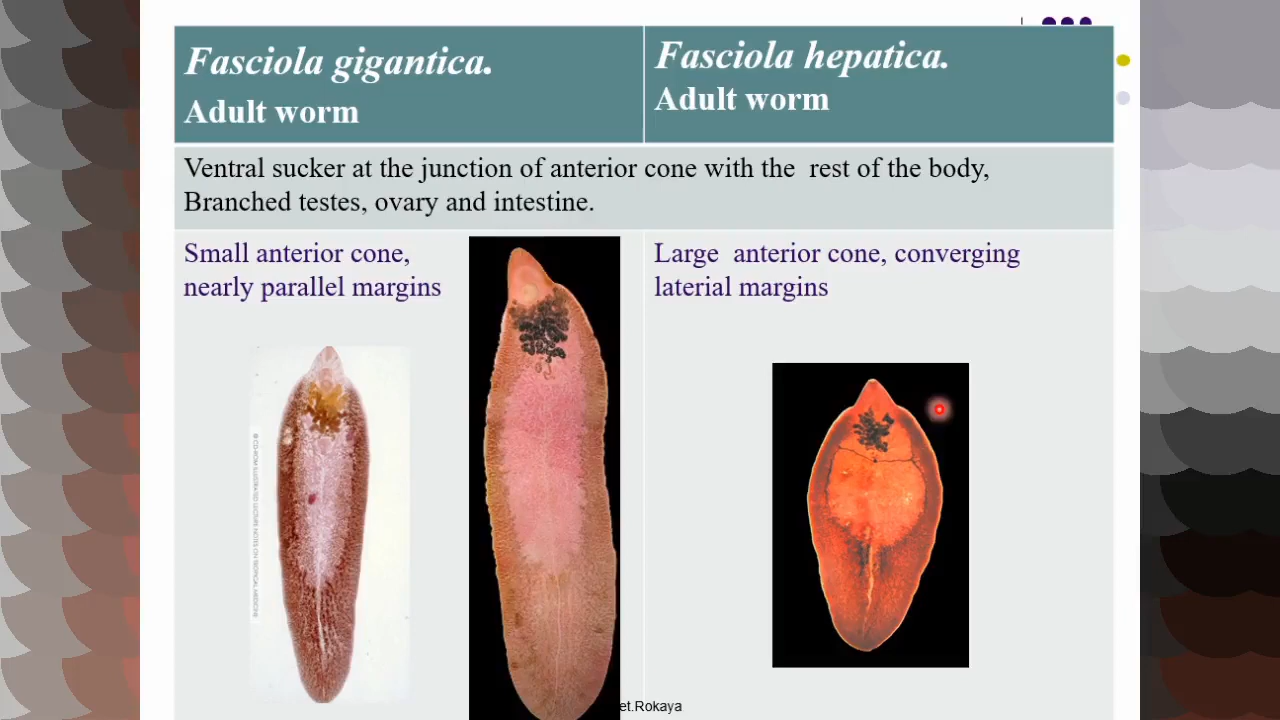 Fasciola gigantica.
Adult worm
Fasciola hepatica.
Adult worm
Ventral sucker at the junction of anterior cone with the rest of the body,
Branched testes, ovary and intestine.
Small anterior cone,
nearly parallel margins
Large anterior cone, converging
laterial margins
et.Rokaya